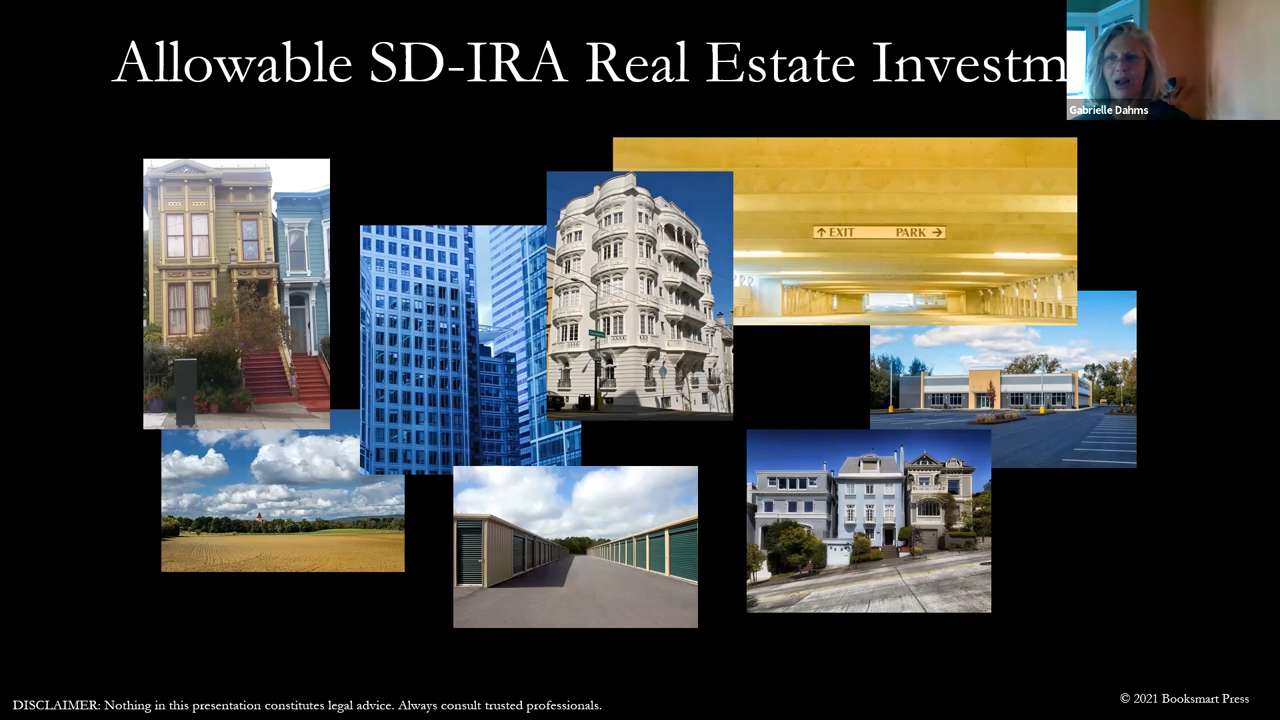 Allowable SD-IRA Real Estate Investm
Gabrielle Dahms
↑ EXIT PARK →
DISCLAIMER: Nothing in this presentation constitutes legal advice. Always consult trusted professionals.
© 2021 Booksmart Press